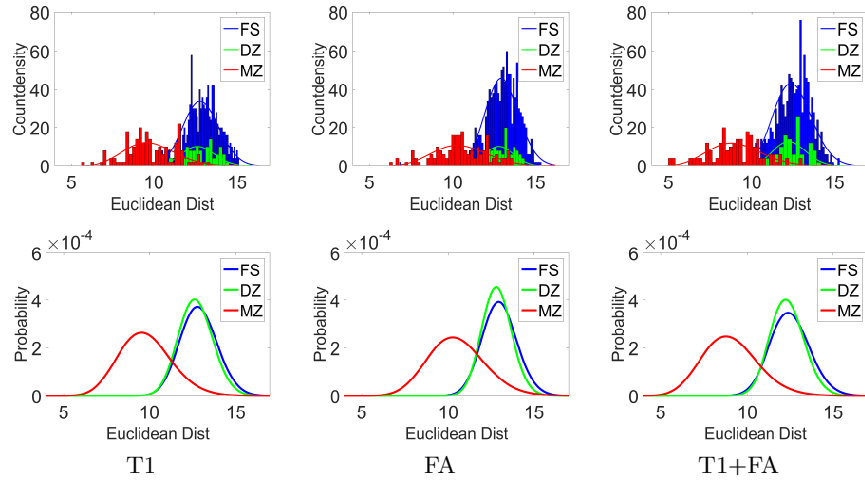 80
60
40
20
0
Countdensity
FS
DZ
MZ
5 10 15
Euclidean Dist
80
60
40
20
0
Countdensity
FS
DZ
MZ
5 10 15
Euclidean Dist
80
60
40
20
0
Countdensity
FS
DZ
MZ
5 10 15
Euclidean Dist
×10⁻⁴
6
4
2
0
Probability
FS
DZ
MZ
5 10 15
Euclidean Dist
×10⁻⁴
6
4
2
0
Probability
FS
DZ
MZ
5 10 15
Euclidean Dist
×10⁻⁴
6
4
2
0
Probability
FS
DZ
MZ
5 10 15
Euclidean Dist
T1 FA T1+FA